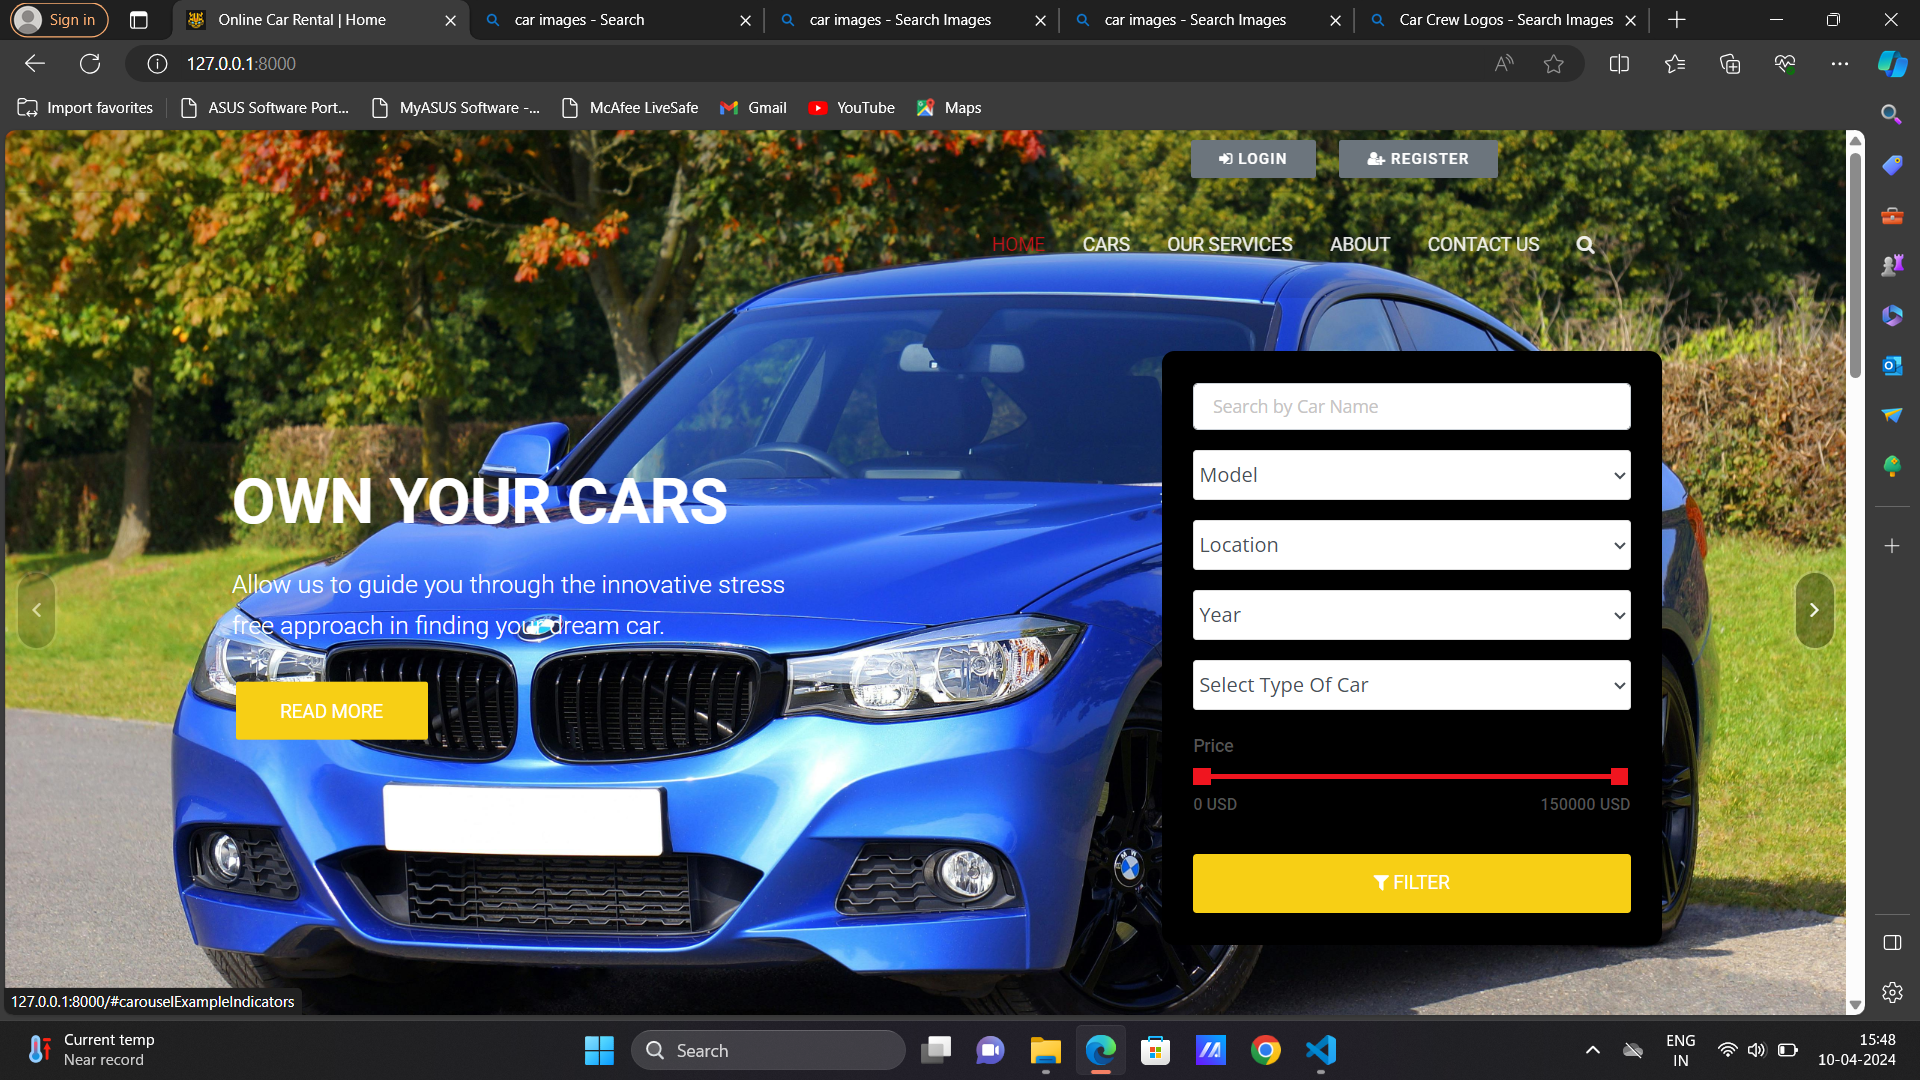 Sign in
Online Car Rental | Home
car images - Search
car images - Search Images
car images - Search Images
Car Crew Logos - Search Images
127.0.0.1:8000
Import favorites
ASUS Software Port...
MyASUS Software -...
McAfee LiveSafe
Gmail
YouTube
Maps
LOGIN
REGISTER
HOME
CARS
OUR SERVICES
ABOUT
CONTACT US
OWN YOUR CARS
Allow us to guide you through the innovative stress
free approach in finding your dream car.
READ MORE
Search by Car Name
Model
Location
Year
Select Type Of Car
Price
0 USD
150000 USD
FILTER
127.0.0.1:8000/#carouselExampleIndicators
Current temp
Near record
Search
ENG
IN
15:48
10-04-2024